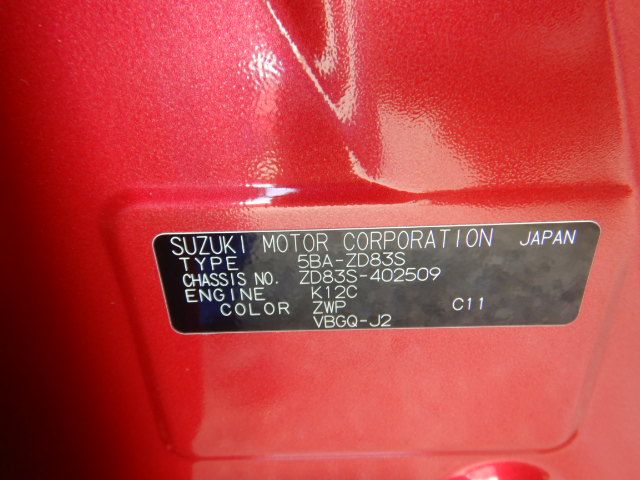 SUZUKI MOTOR CORPORATION JAPAN
TYPE 5BA-ZD83S
CHASSIS NO. ZD83S-402509
ENGINE K12C
COLOR ZWP C11
VBGQ-J2